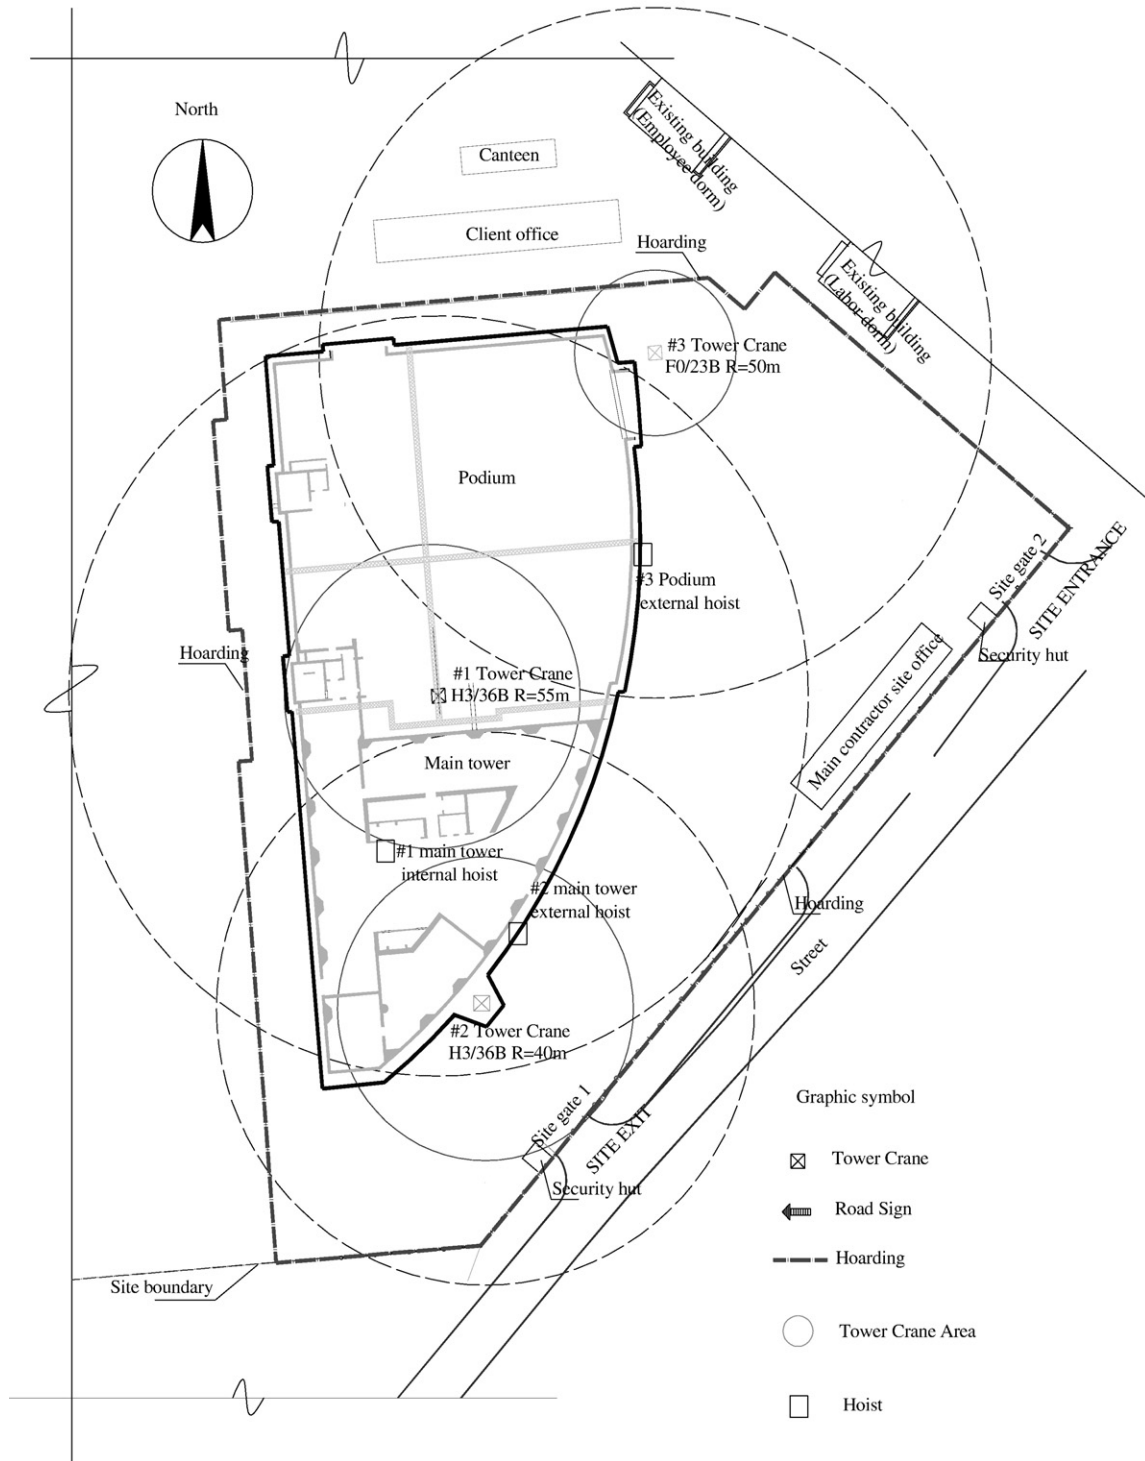 North
Canteen
Client office
Hoarding
Existing building
(Employee dorm)
Existing building
(Labor dorm)
#3 Tower Crane
F0/23B R=50m
Podium
#3 Podium
external hoist
Site gate 2
SITE ENTRANCE
Security hut
Hoarding
#1 Tower Crane
H3/36B R=55m
Main contractor site office
Main tower
#1 main tower
internal hoist
#2 main tower
external hoist
Hoarding
Street
#2 Tower Crane
H3/36B R=40m
Site gate 1
SITE EXIT
Security hut
Site boundary
Graphic symbol
Tower Crane
Road Sign
Hoarding
Tower Crane Area
Hoist